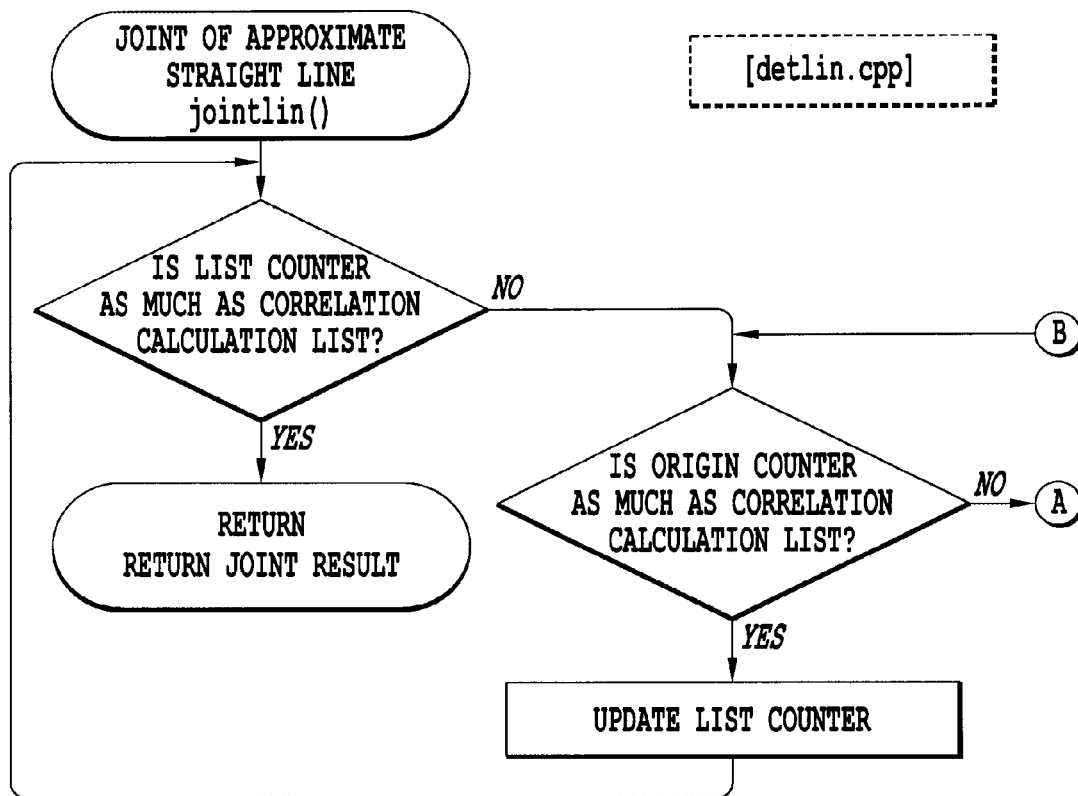 JOINT OF APPROXIMATE
STRAIGHT LINE
jointlin()
[detlin.cpp]
IS LIST COUNTER
AS MUCH AS CORRELATION
CALCULATION LIST?
NO
B
YES
IS ORIGIN COUNTER
AS MUCH AS CORRELATION
CALCULATION LIST?
NO
A
RETURN
RETURN JOINT RESULT
YES
UPDATE LIST COUNTER